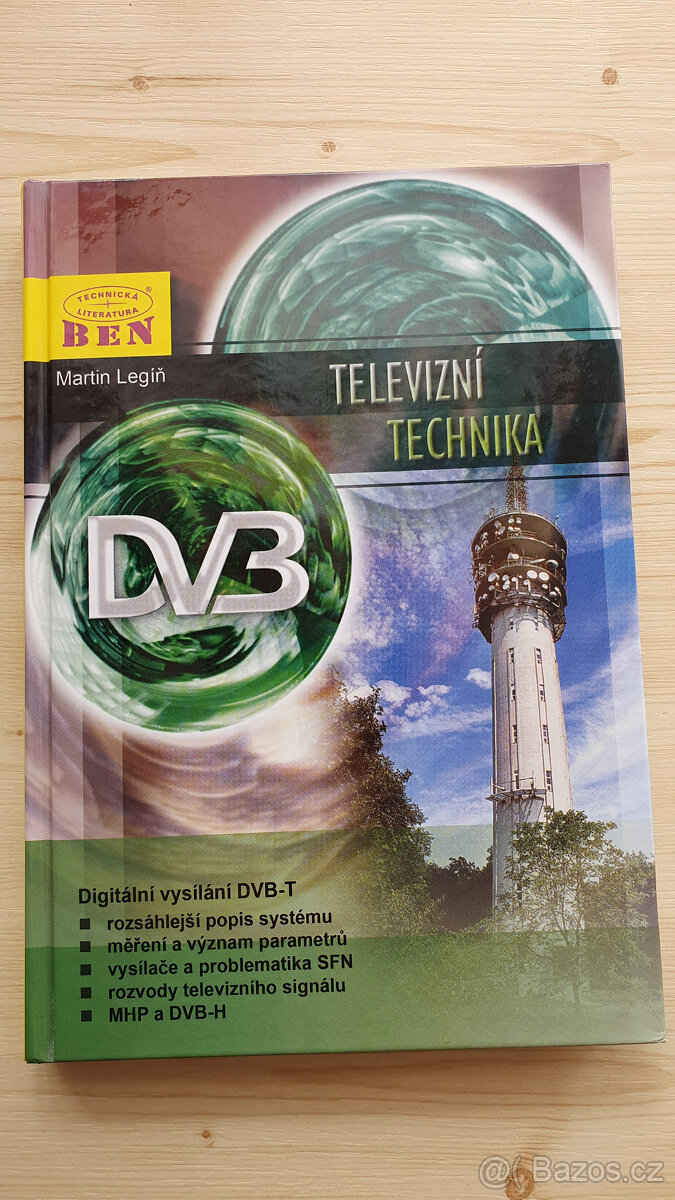 TECHNICKÁ
LITERATURA
®
BEN
Martin Legíň
TELEVIZNÍ
TECHNIKA
DVB
Digitální vysílání DVB-T
■ rozsáhlejší popis systému
■ měření a význam parametrů
■ vysílače a problematika SFN
■ rozvody televizního signálu
■ MHP a DVB-H
Bazos.cz